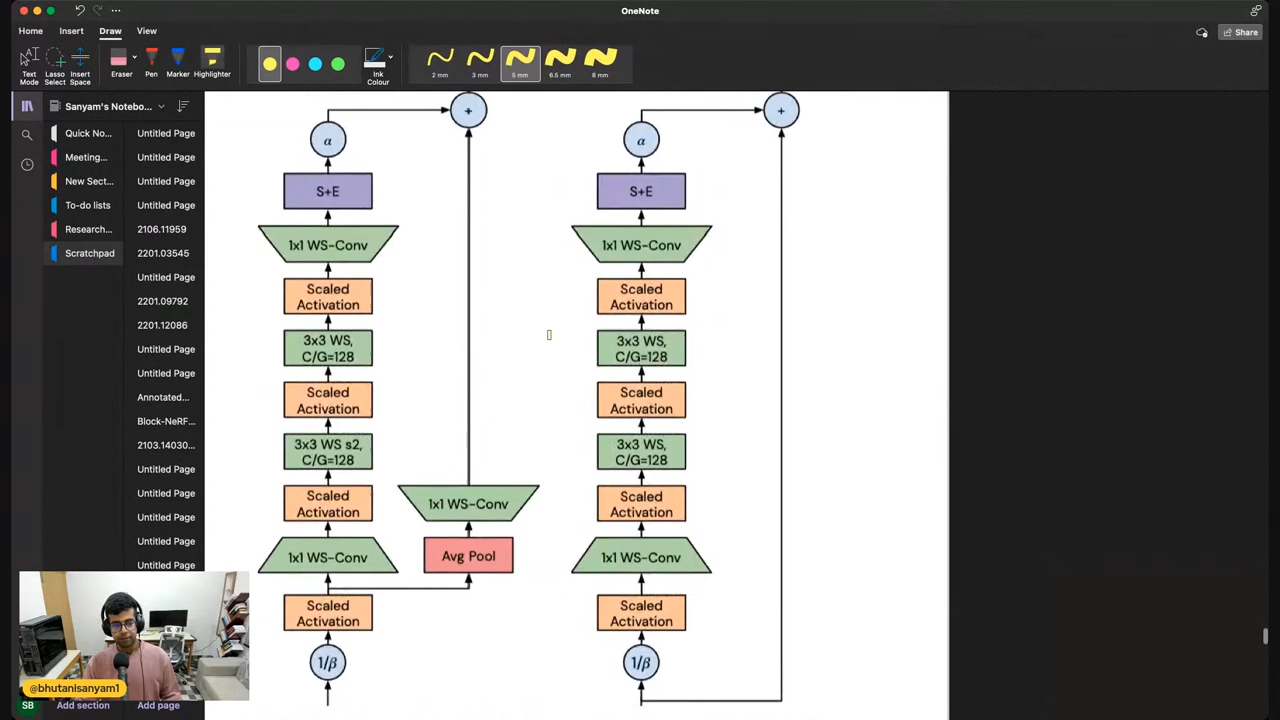 OneNote
Home Insert Draw View
Share
Text Mode
Lasso Select
Insert Space
Eraser
Pen
Marker
Highlighter
Ink Colour
2 mm
3 mm
5 mm
6.5 mm
8 mm
Sanyam's Notebo...
Quick No...
Meeting...
New Sect...
To-do lists
Research...
Scratchpad
Untitled Page
Untitled Page
Untitled Page
Untitled Page
2106.11959
2201.03545
Untitled Page
2201.09792
2201.12086
Untitled Page
Untitled Page
Annotated...
Block-NeRF...
2103.14030...
Untitled Page
Untitled Page
Untitled Page
Untitled Page
Untitled Page
+
α
S+E
1x1 WS-Conv
Scaled
Activation
3x3 WS,
C/G=128
Scaled
Activation
3x3 WS s2,
C/G=128
Scaled
Activation
1x1 WS-Conv
Scaled
Activation
1/β
1x1 WS-Conv
Avg Pool
+
α
S+E
1x1 WS-Conv
Scaled
Activation
3x3 WS,
C/G=128
Scaled
Activation
3x3 WS,
C/G=128
Scaled
Activation
1x1 WS-Conv
Scaled
Activation
1/β
@bhutanisanyam1
SB
Add section
Add page